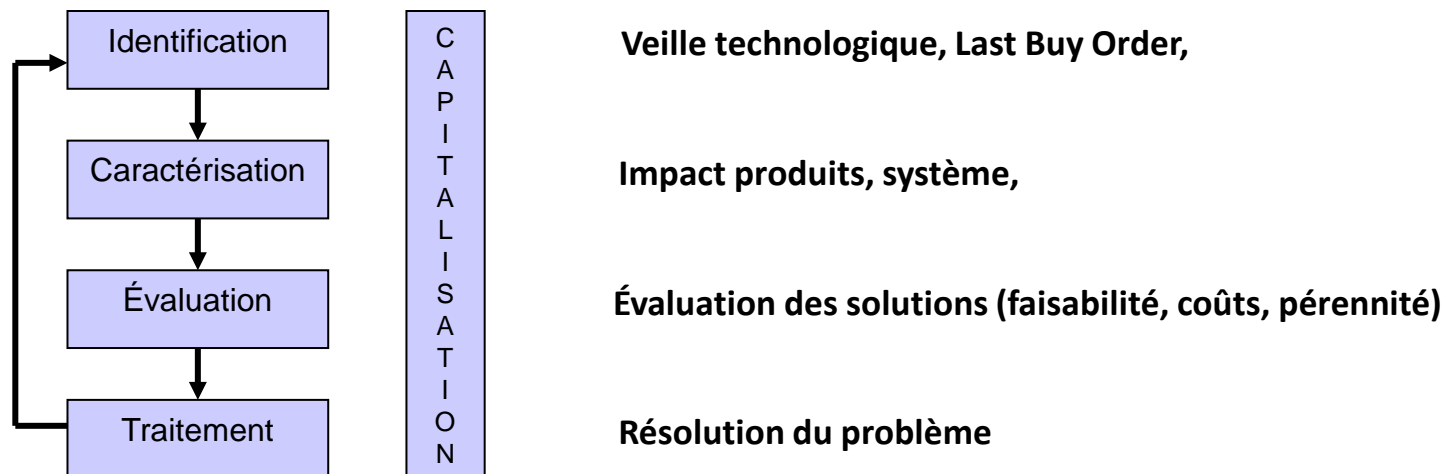 Identification
Veille technologique, Last Buy Order,
Caractérisation
Impact produits, système,
Évaluation
Évaluation des solutions (faisabilité, coûts, pérennité)
Traitement
Résolution du problème
CAPITALISATION